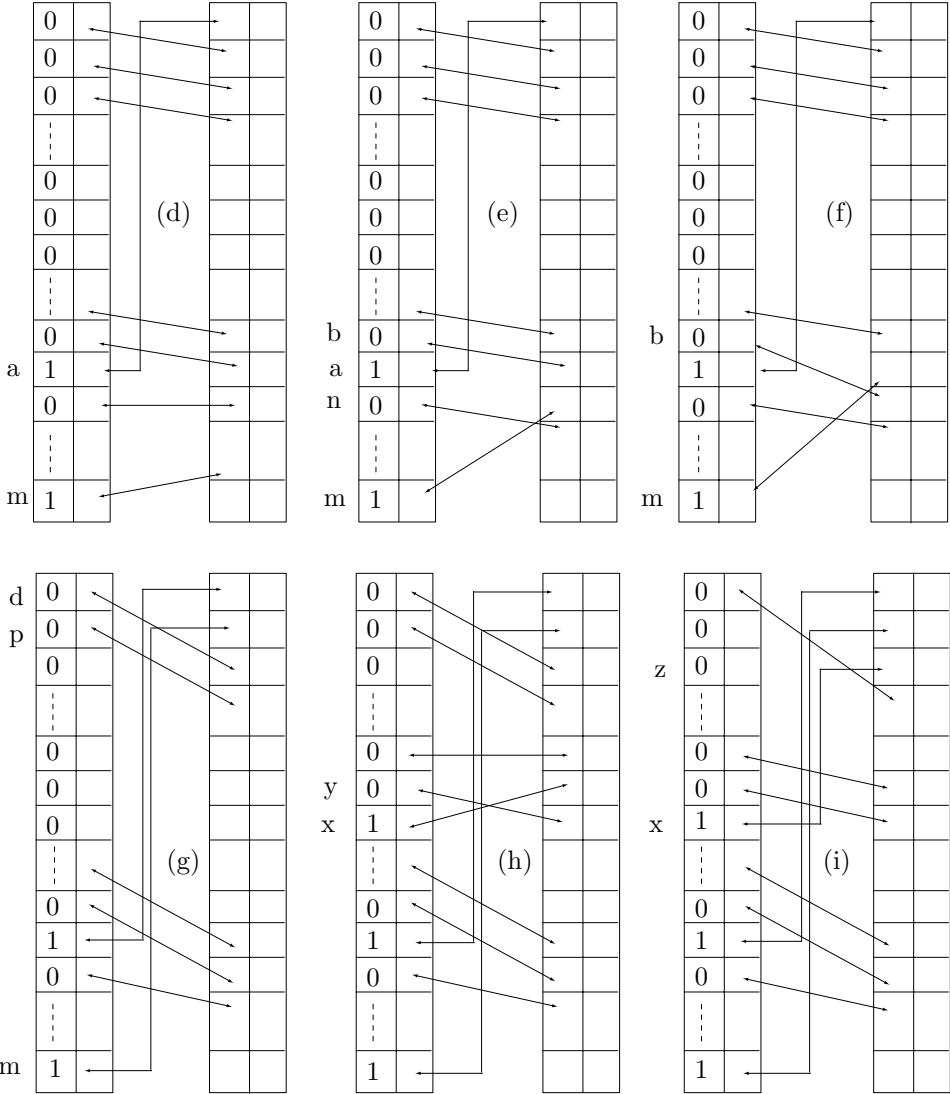 0 0 0
0 0 0
0 0 0
0 0 0
0 (d) 0 (e) 0 (f)
0 0 0
0 b 0 b 0
a 1 a 1 1
0 n 0 0
m 1 m 1 m 1
d 0 0 0
p 0 0 0
0 0 z 0
0 0 0
0 y 0 0
0 x 1 x 1
(g) (h) (i)
0 0 0
1 1 1
0 0 0
m 1 1 1